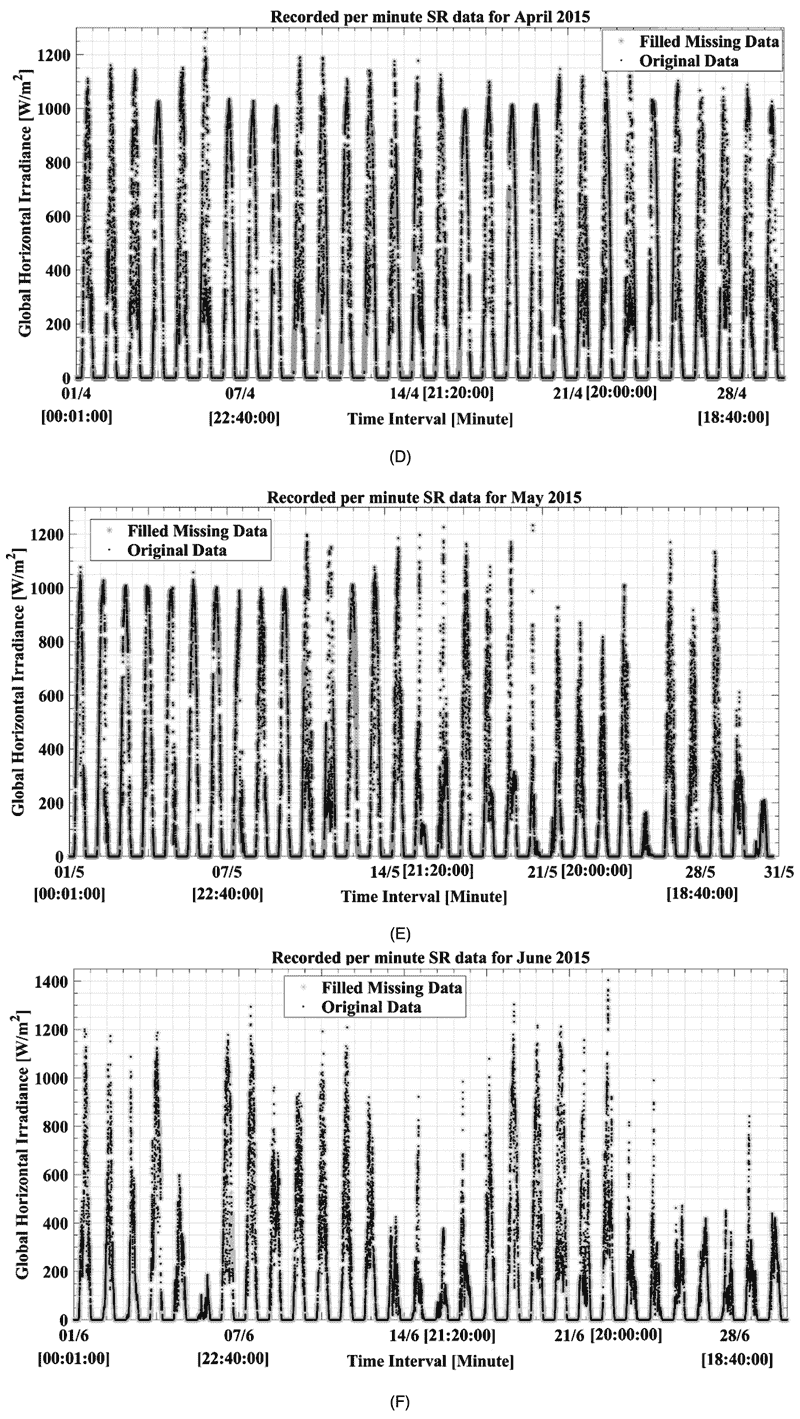 Recorded per minute SR data for April 2015
Filled Missing Data
Original Data
Global Horizontal Irradiance [W/m²]
1200
1000
800
600
400
200
0
01/4 07/4 14/4 [21:20:00] 21/4 [20:00:00] 28/4
[00:01:00] [22:40:00] Time Interval [Minute] [18:40:00]
(D)
Recorded per minute SR data for May 2015
Filled Missing Data
Original Data
Global Horizontal Irradiance [W/m²]
1200
1000
800
600
400
200
0
01/5 07/5 14/5 [21:20:00] 21/5 [20:00:00] 28/5 31/5
[00:01:00] [22:40:00] Time Interval [Minute] [18:40:00]
(E)
Recorded per minute SR data for June 2015
Filled Missing Data
Original Data
Global Horizontal Irradiance [W/m²]
1400
1200
1000
800
600
400
200
0
01/6 07/6 14/6 [21:20:00] 21/6 [20:00:00] 28/6
[00:01:00] [22:40:00] Time Interval [Minute] [18:40:00]
(F)